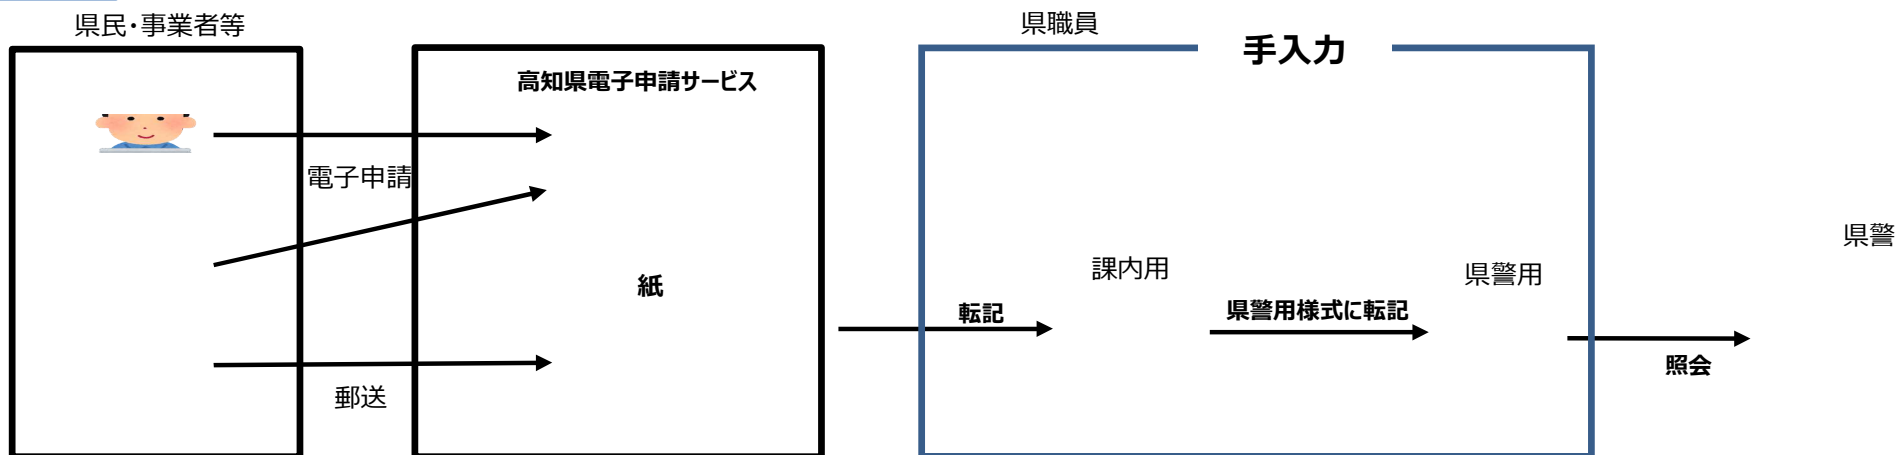 県民・事業者等
県職員
手入力
高知県電子申請サービス
電子申請
紙
郵送
転記
課内用
県警用様式に転記
県警用
照会
県警